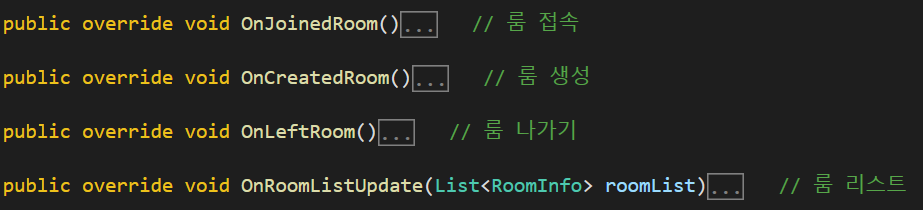 public override void OnJoinedRoom()... // 룸 접속
public override void OnCreatedRoom()... // 룸 생성
public override void OnLeftRoom()... // 룸 나가기
public override void OnRoomListUpdate(List<RoomInfo> roomList)... // 룸 리스트